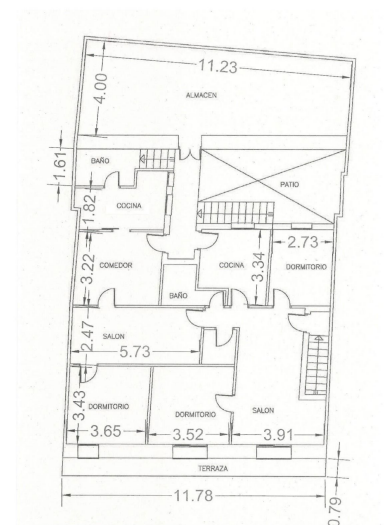 11.23
4.00
ALMACEN
1.61
BAÑO
PATIO
1.82
COCINA
2.73
3.22
COMEDOR
COCINA
3.34
DORMITORIO
BAÑO
SALON
2.47
5.73
3.43
DORMITORIO
DORMITORIO
SALON
3.65
3.52
3.91
TERRAZA
11.78
0.79